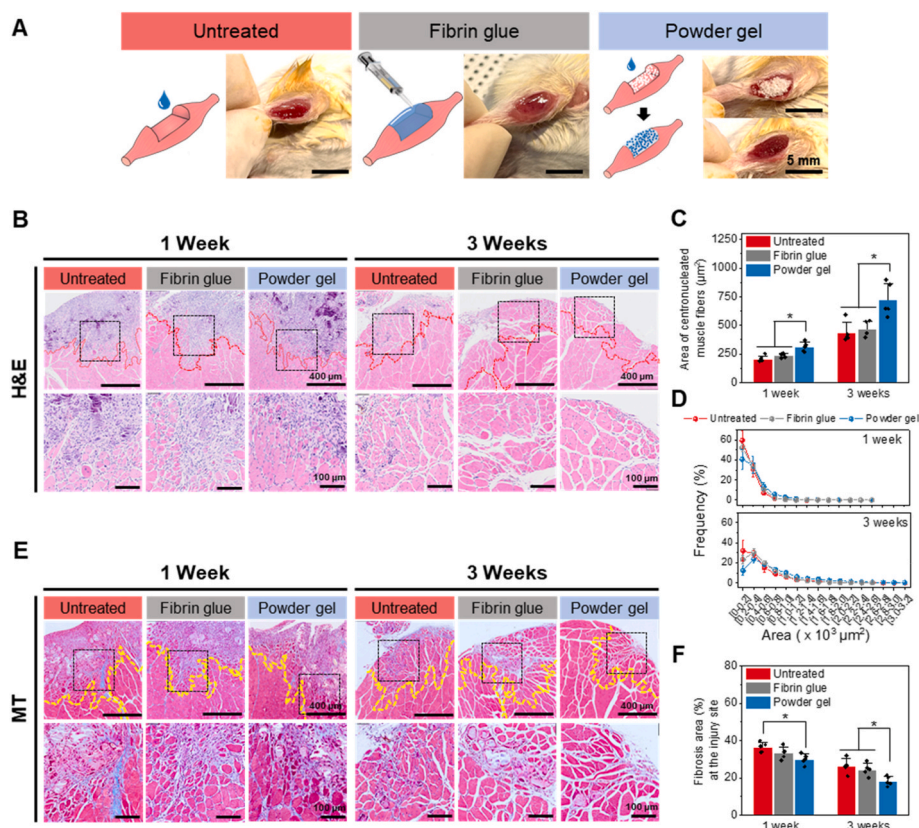 A
Untreated
Fibrin glue
Powder gel
5 mm
B
1 Week
3 Weeks
Untreated
Fibrin glue
Powder gel
Untreated
Fibrin glue
Powder gel
H&E
400 μm
400 μm
100 μm
100 μm
C
Area of centronucleated
muscle fibers (μm²)
1250
1000
750
500
250
0
Untreated
Fibrin glue
Powder gel
*
*
1 week
3 weeks
D
Untreated
Fibrin glue
Powder gel
Frequency (%)
60
40
20
0
1 week
60
40
20
0
3 weeks
Area ( × 10³ μm²)
E
1 Week
3 Weeks
Untreated
Fibrin glue
Powder gel
Untreated
Fibrin glue
Powder gel
MT
400 μm
400 μm
100 μm
100 μm
F
Fibrosis area (%)
at the injury site
80
60
40
20
0
Untreated
Fibrin glue
Powder gel
*
*
1 week
3 weeks